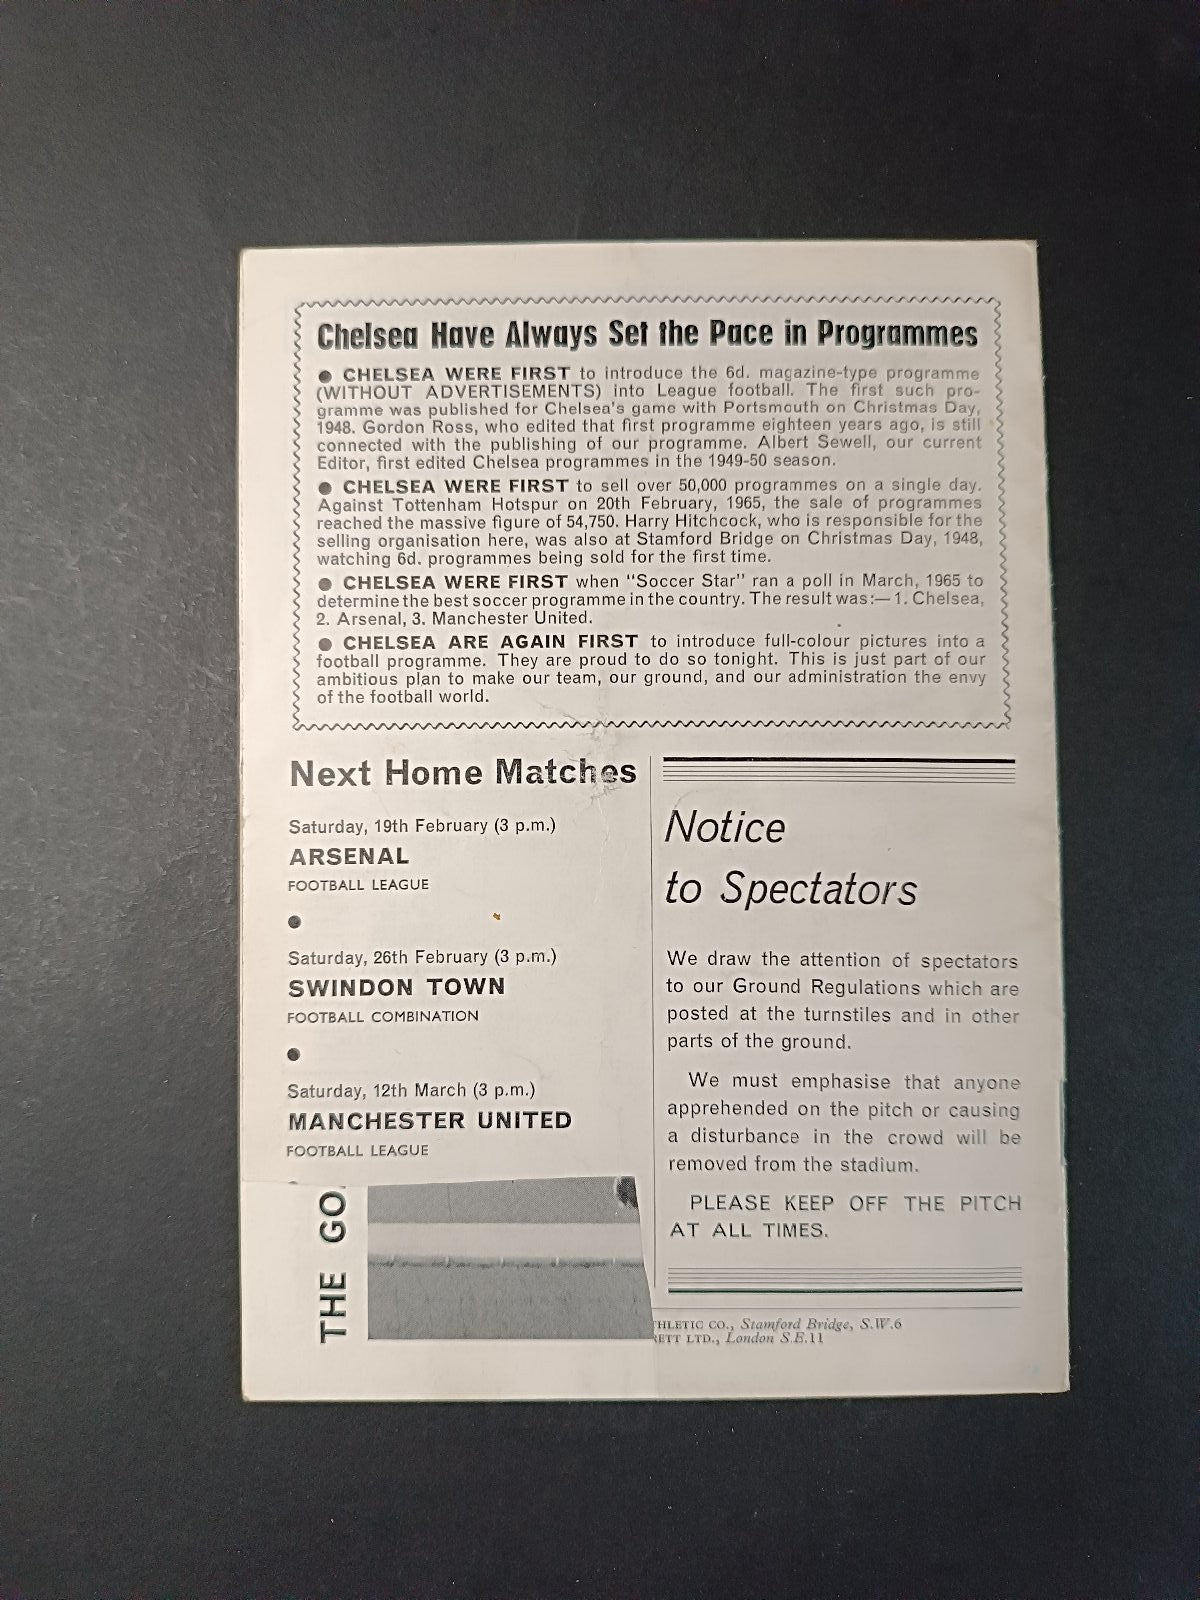 Chelsea Have Always Set the Pace in Programmes
● CHELSEA WERE FIRST to introduce the 6d. magazine-type programme
(WITHOUT ADVERTISEMENTS) into League football. The first such pro-
gramme was published for Chelsea's game with Portsmouth on Christmas Day,
1948. Gordon Ross, who edited that first programme eighteen years ago, is still
connected with the publishing of our programme. Albert Sewell, our current
Editor, first edited Chelsea programmes in the 1949-50 season.
● CHELSEA WERE FIRST to sell over 50,000 programmes on a single day.
Against Tottenham Hotspur on 20th February, 1965, the sale of programmes
reached the massive figure of 54,750. Harry Hitchcock, who is responsible for the
selling organisation here, was also at Stamford Bridge on Christmas Day, 1948,
watching 6d. programmes being sold for the first time.
● CHELSEA WERE FIRST when "Soccer Star" ran a poll in March, 1965 to
determine the best soccer programme in the country. The result was:—1. Chelsea,
2. Arsenal, 3. Manchester United.
● CHELSEA ARE AGAIN FIRST to introduce full-colour pictures into a
football programme. They are proud to do so tonight. This is just part of our
ambitious plan to make our team, our ground, and our administration the envy
of the football world.
Next Home Matches
Saturday, 19th February (3 p.m.)
ARSENAL
FOOTBALL LEAGUE
●
Saturday, 26th February (3 p.m.)
SWINDON TOWN
FOOTBALL COMBINATION
●
Saturday, 12th March (3 p.m.)
MANCHESTER UNITED
FOOTBALL LEAGUE
THE GO
Notice
to Spectators
We draw the attention of spectators
to our Ground Regulations which are
posted at the turnstiles and in other
parts of the ground.
We must emphasise that anyone
apprehended on the pitch or causing
a disturbance in the crowd will be
removed from the stadium.
PLEASE KEEP OFF THE PITCH
AT ALL TIMES.
THLETIC CO., Stamford Bridge, S.W.6
RETT LTD., London S.E.11